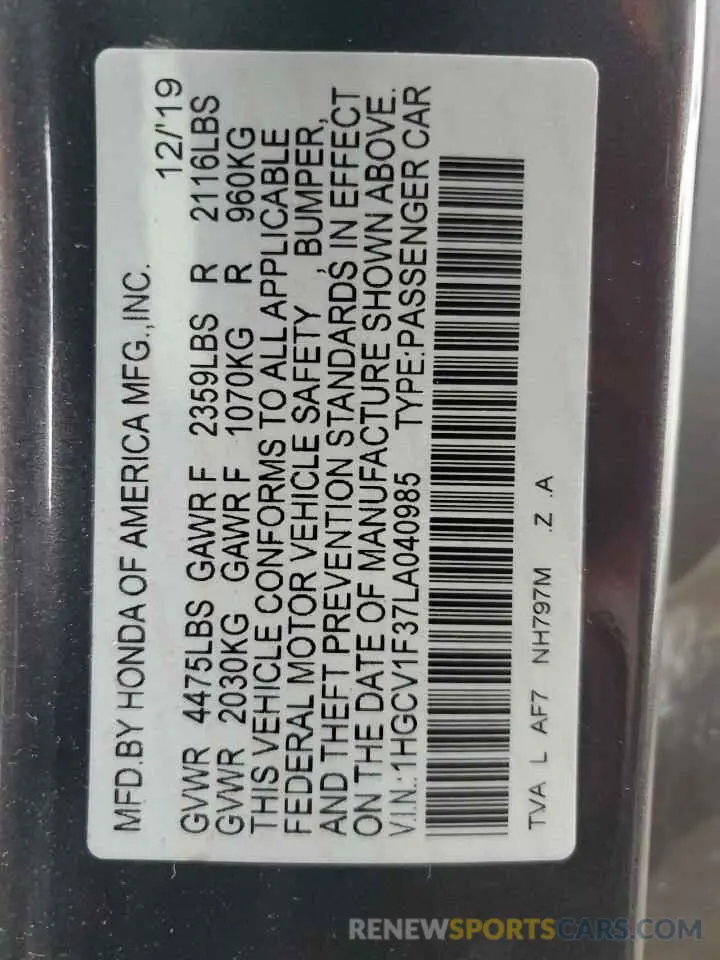 MFD.BY HONDA OF AMERICA MFG.,INC. 12/'19
GVWR 4475LBS GAWR F 2359LBS R 2116LBS
GVWR 2030KG GAWR F 1070KG R 960KG
THIS VEHICLE CONFORMS TO ALL APPLICABLE
FEDERAL MOTOR VEHICLE SAFETY , BUMPER,
AND THEFT PREVENTION STANDARDS IN EFFECT
ON THE DATE OF MANUFACTURE SHOWN ABOVE.
V.I.N.:1HGCV1F37LA040985 TYPE:PASSENGER CAR
TVA L AF7 NH797M .Z .A
RENEWSPORTSCARS.COM